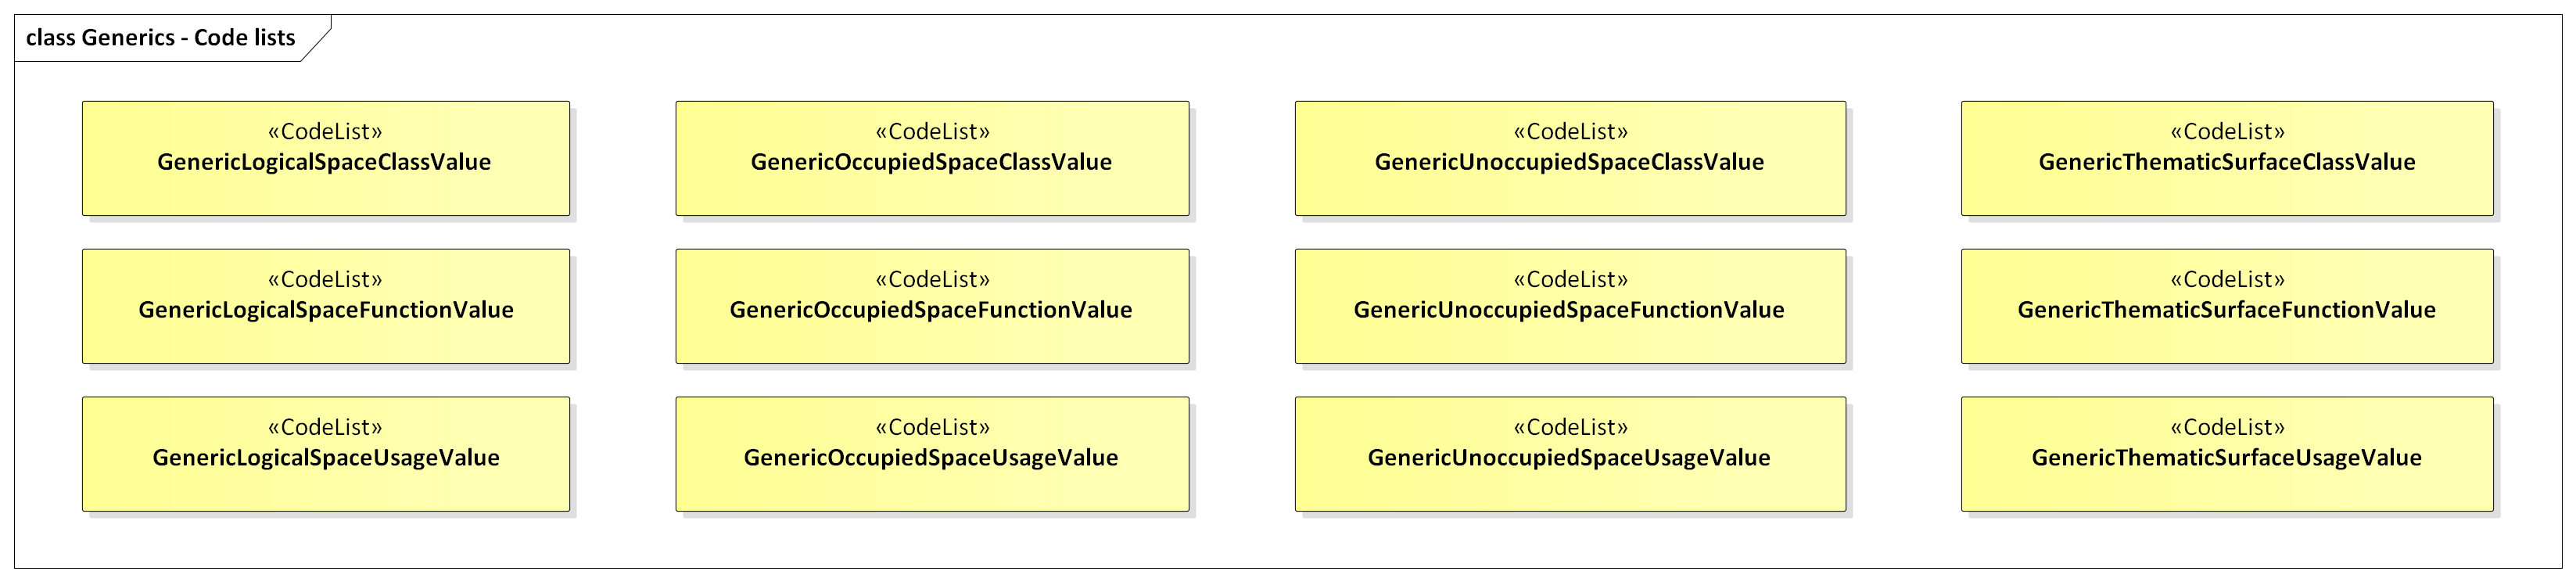 class Generics - Code lists
«CodeList»
GenericLogicalSpaceClassValue
«CodeList»
GenericOccupiedSpaceClassValue
«CodeList»
GenericUnoccupiedSpaceClassValue
«CodeList»
GenericThematicSurfaceClassValue
«CodeList»
GenericLogicalSpaceFunctionValue
«CodeList»
GenericOccupiedSpaceFunctionValue
«CodeList»
GenericUnoccupiedSpaceFunctionValue
«CodeList»
GenericThematicSurfaceFunctionValue
«CodeList»
GenericLogicalSpaceUsageValue
«CodeList»
GenericOccupiedSpaceUsageValue
«CodeList»
GenericUnoccupiedSpaceUsageValue
«CodeList»
GenericThematicSurfaceUsageValue